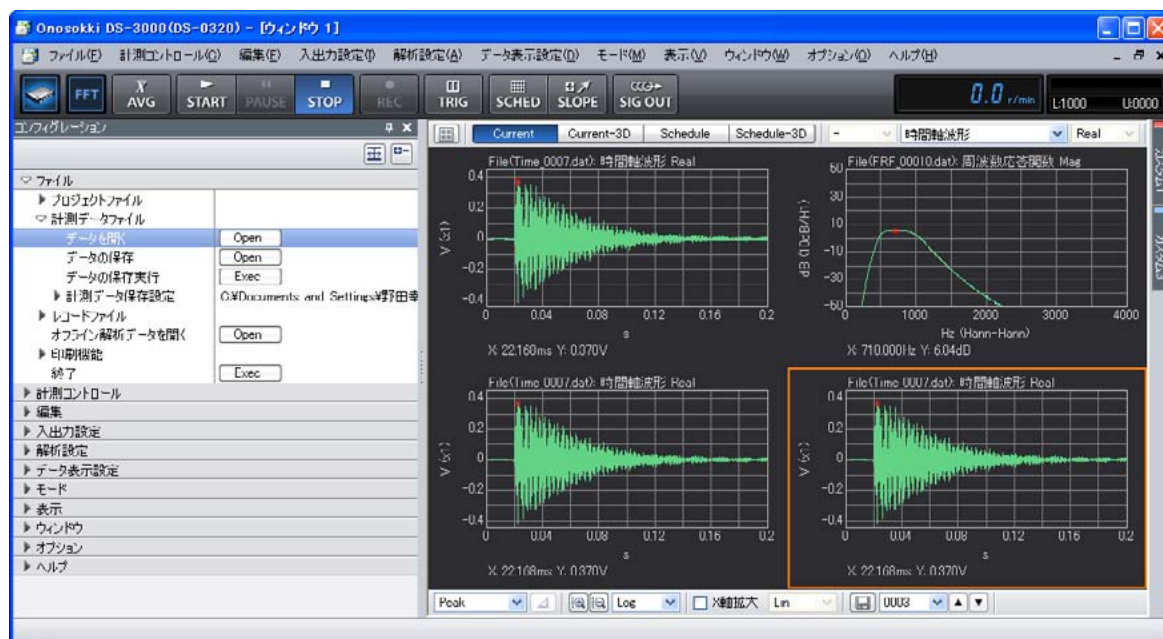 Onosokki DS-3000(DS-0320) - [ウィンドウ 1]
ファイル(F) 計測コントロール(C) 編集(E) 入出力設定(I) 解析設定(A) データ表示設定(D) モード(M) 表示(V) ウィンドウ(W) オプション(O) ヘルプ(H)
FFT X AVG START PAUSE STOP REC TRIG SCHED SLOPE SIG OUT 0.0 r/min L:1000 U:0000
コンフィグレーション
Current Current-3D Schedule Schedule-3D - 時間軸波形 Real
ファイル
プロジェクトファイル
計測データファイル
データを開く Open
データの保存 Open
データの保存実行 Exec
計測データ保存設定 C:¥Documents and Settings¥野田幸
レコードファイル
オフライン解析データを開く Open
印刷機能
終了 Exec
計測コントロール
編集
入出力設定
解析設定
データ表示設定
モード
表示
ウィンドウ
オプション
ヘルプ
File(Time_0007.dat): 時間軸波形 Real
0.4
0.2
0
-0.2
-0.4
V (x1)
0 0.04 0.08 0.12 0.16 0.2
s
X: 22.160ms Y: 0.370V
File(FRF_00010.dat): 周波数応答関数 Mag
50
30
10
-10
-30
-50
0 1000 2000 3000 4000
Hz (Hann-Hann)
X: 710.000Hz Y: 6.04dB
File(Time_0007.dat): 時間軸波形 Real
0.4
0.2
0
-0.2
-0.4
V (x1)
0 0.04 0.08 0.12 0.16 0.2
s
X: 22.168ms Y: 0.370V
File(Time_0007.dat): 時間軸波形 Real
0.4
0.2
0
-0.2
-0.4
V (x1)
0 0.04 0.08 0.12 0.16 0.2
s
X: 22.168ms Y: 0.370V
Peak Log X軸拡大 Lin 0003